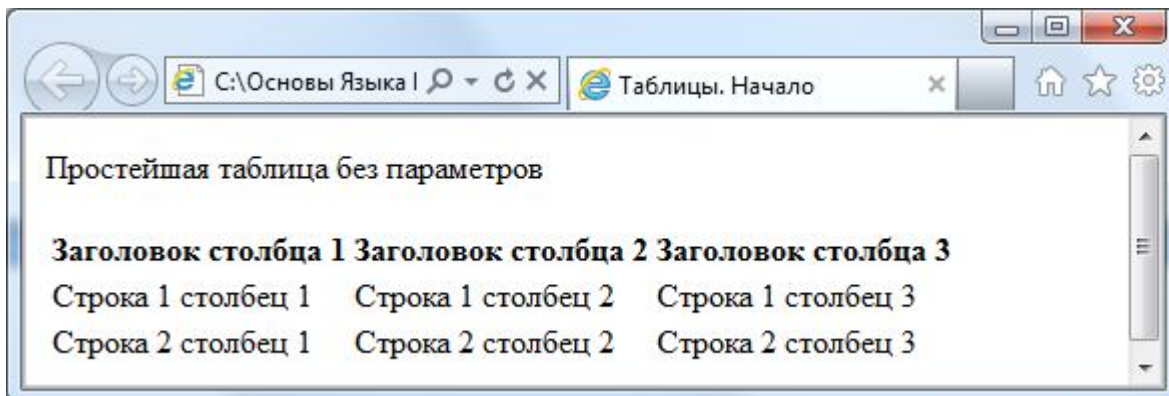 C:\Основы Языка
Таблицы. Начало
Простейшая таблица без параметров
Заголовок столбца 1 Заголовок столбца 2 Заголовок столбца 3
Строка 1 столбец 1 Строка 1 столбец 2 Строка 1 столбец 3
Строка 2 столбец 1 Строка 2 столбец 2 Строка 2 столбец 3